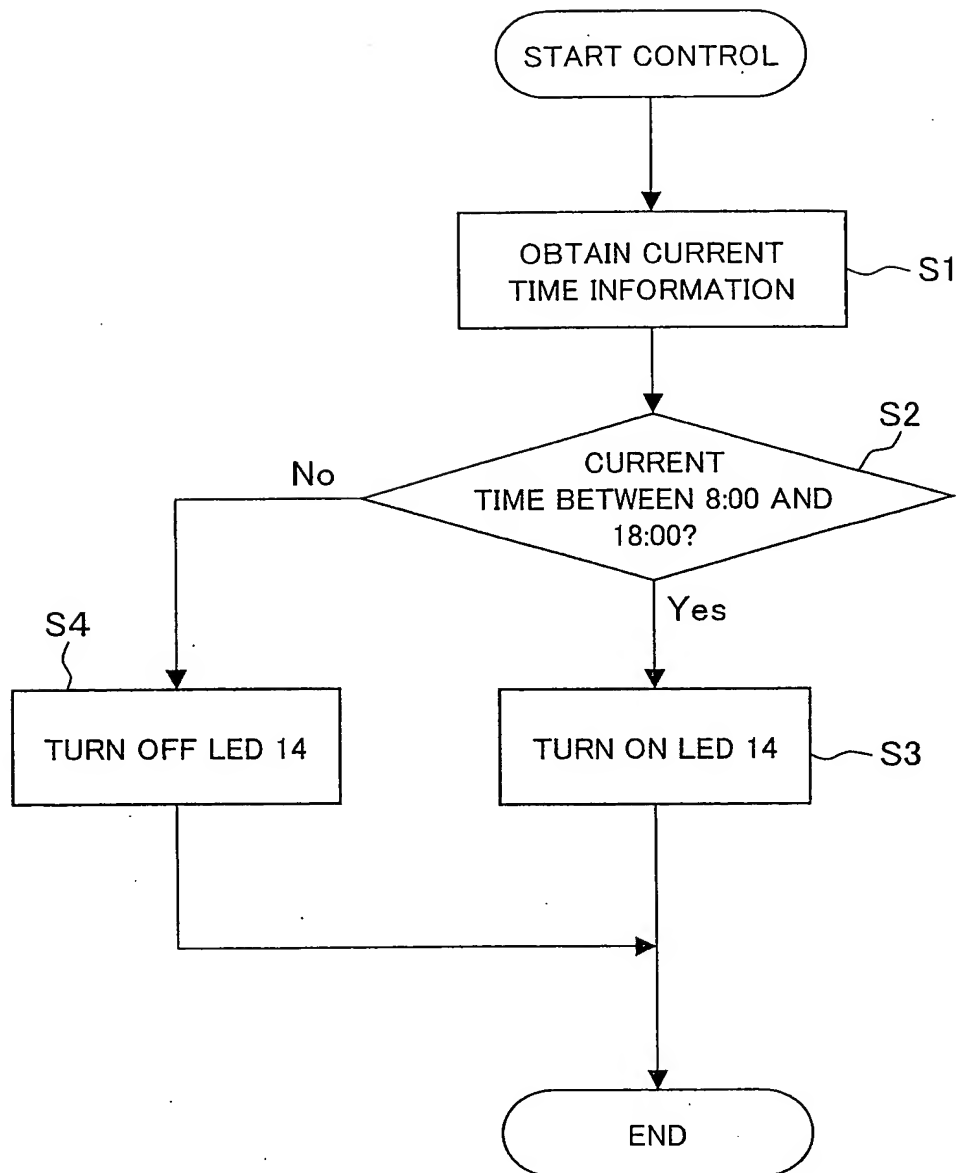 START CONTROL
OBTAIN CURRENT
TIME INFORMATION
S1
S2
CURRENT
TIME BETWEEN 8:00 AND
18:00?
No
Yes
S4
TURN OFF LED 14
TURN ON LED 14
S3
END